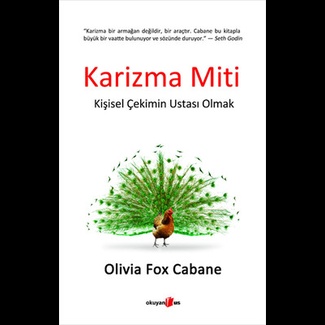 "Karizma bir armağan değildir, bir araçtır. Cabane bu kitapla
büyük bir vaatte bulunuyor ve sözünde duruyor." — Seth Godin
Karizma Miti
Kişisel Çekimin Ustası Olmak
Olivia Fox Cabane
okuyan us